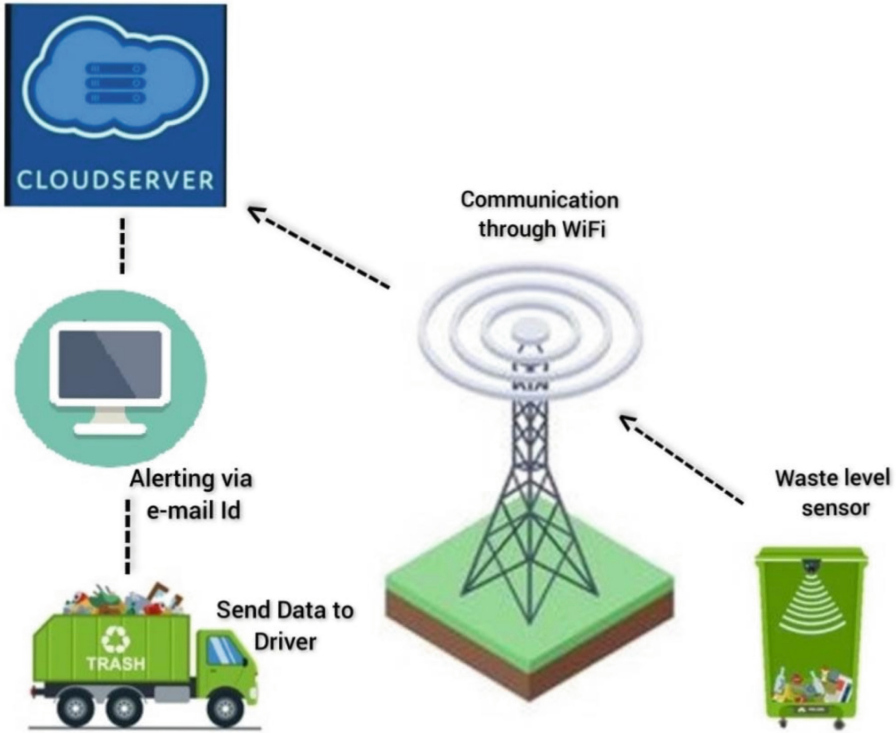 CLOUDSERVER
Communication
through WiFi
Alerting via
e-mail Id
Waste level
sensor
Send Data to
Driver
TRASH